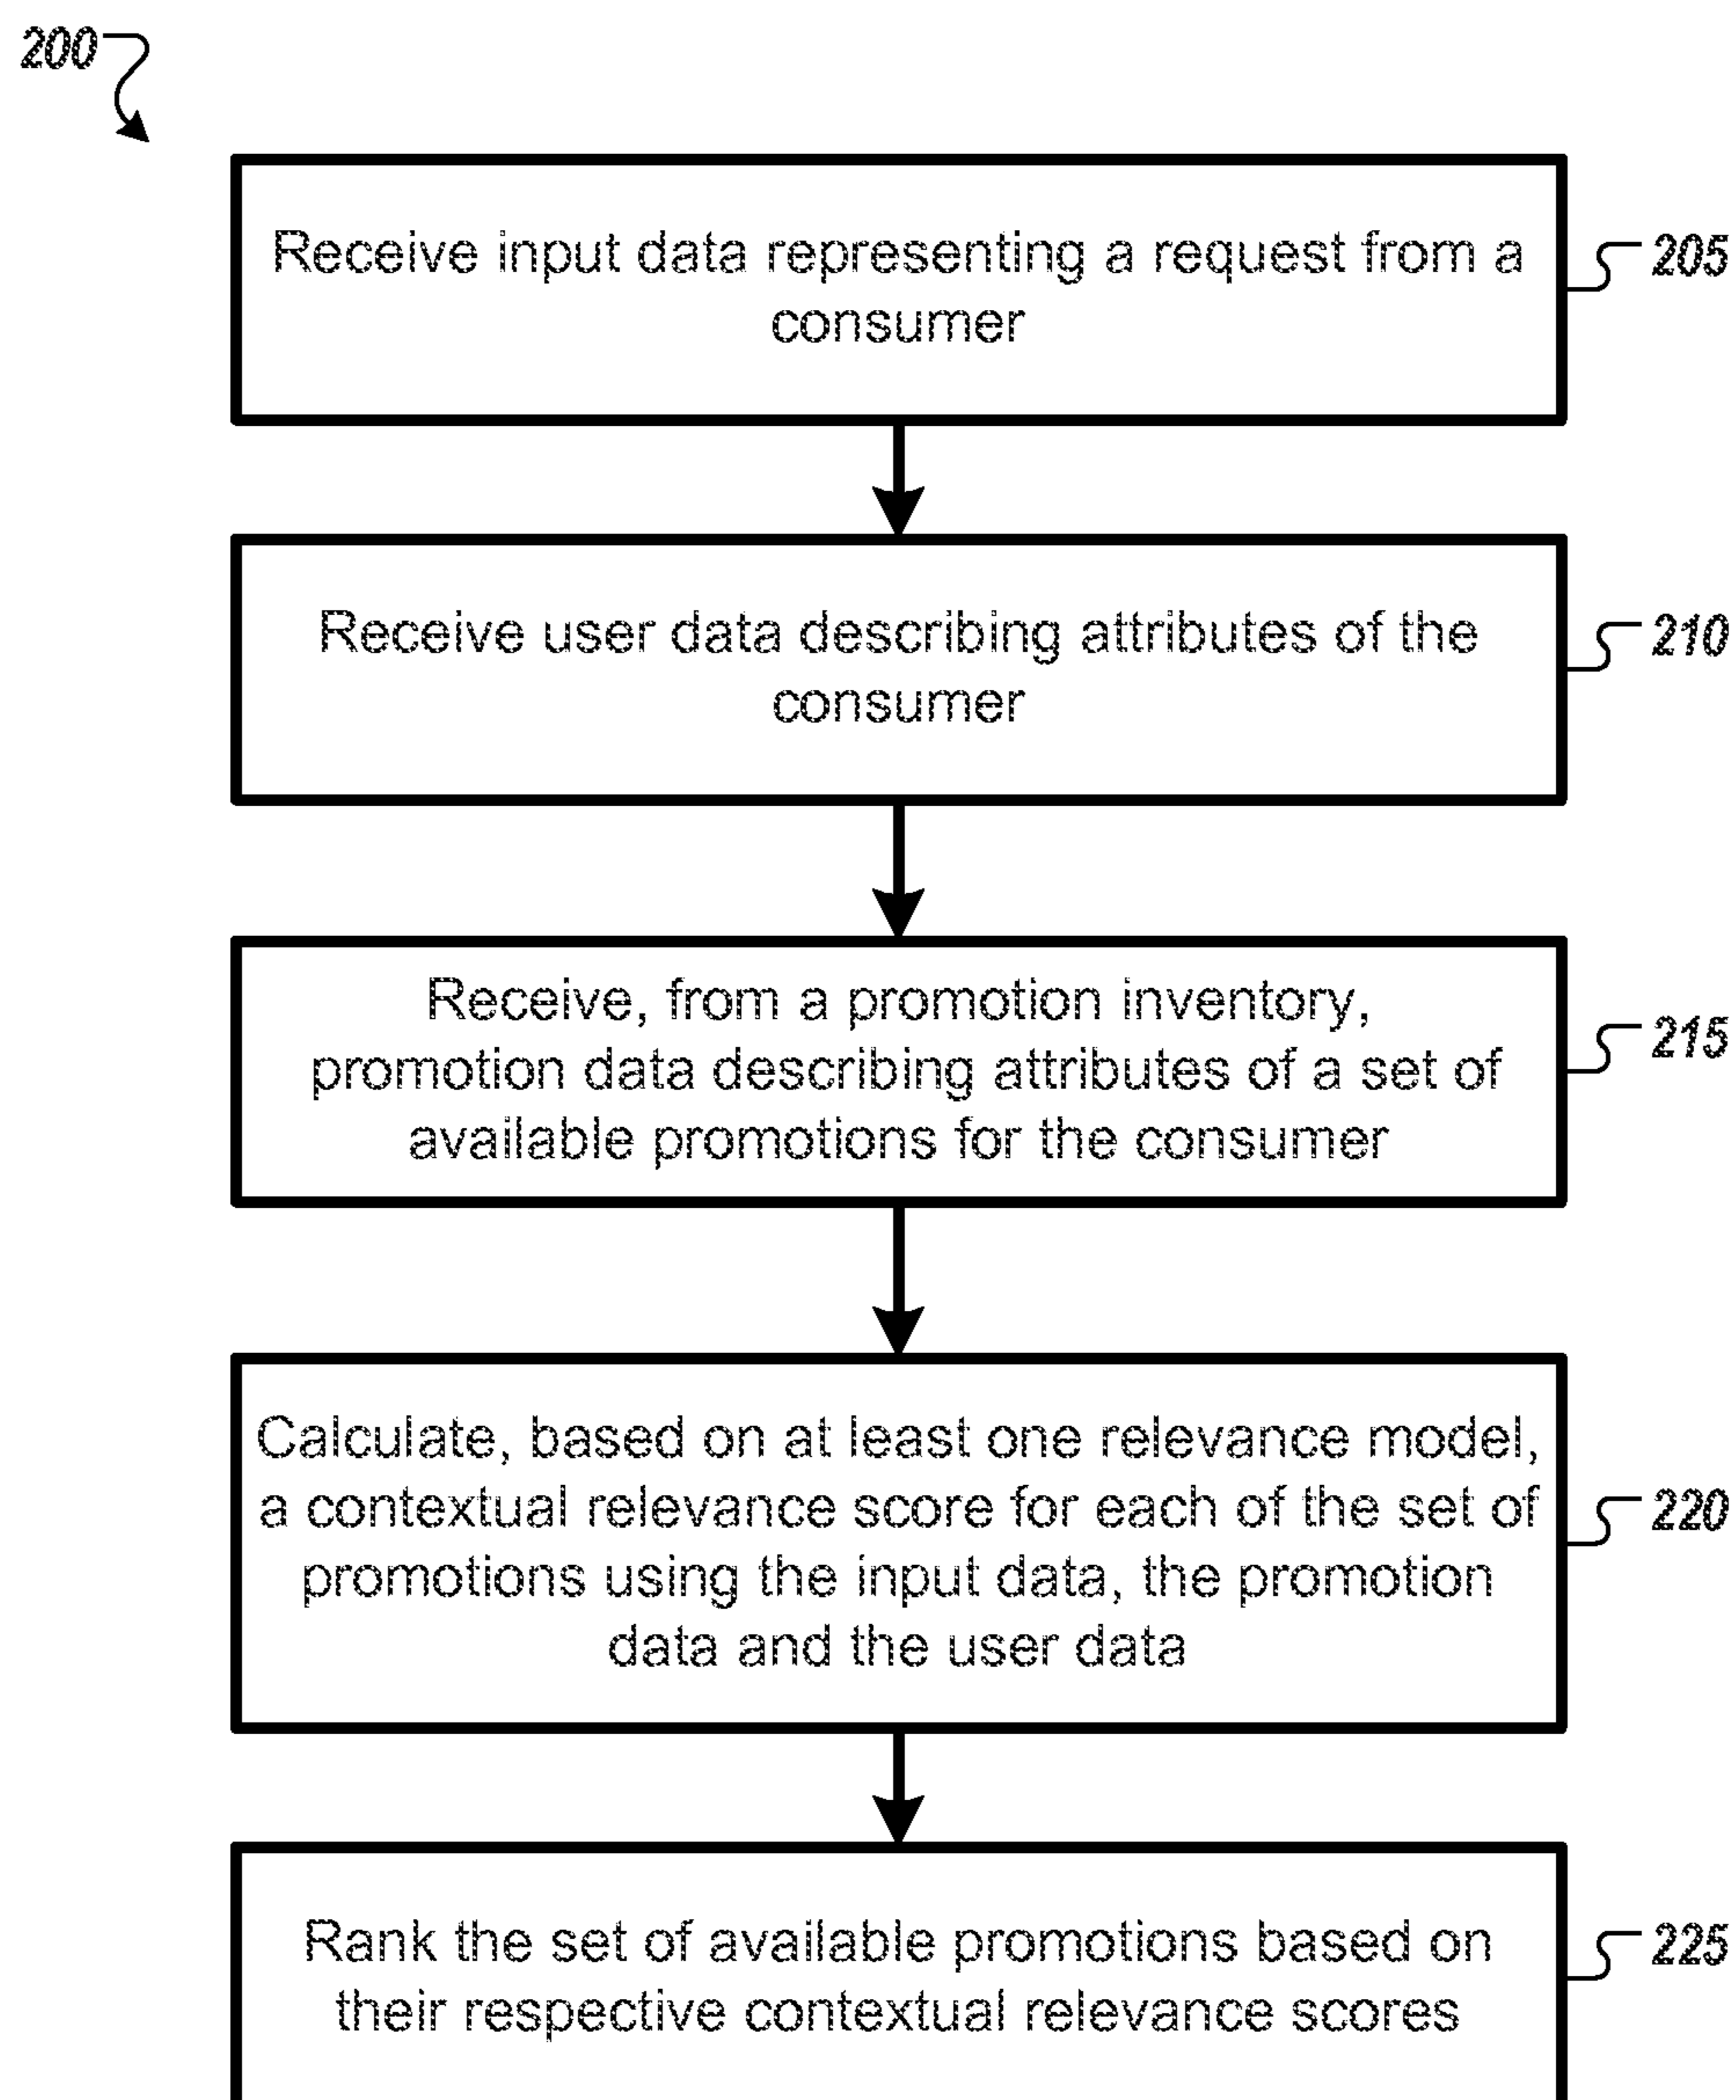 200
Receive input data representing a request from a
consumer
205
Receive user data describing attributes of the
consumer
210
Receive, from a promotion inventory,
promotion data describing attributes of a set of
available promotions for the consumer
215
Calculate, based on at least one relevance model,
a contextual relevance score for each of the set of
promotions using the input data, the promotion
data and the user data
220
Rank the set of available promotions based on
their respective contextual relevance scores
225